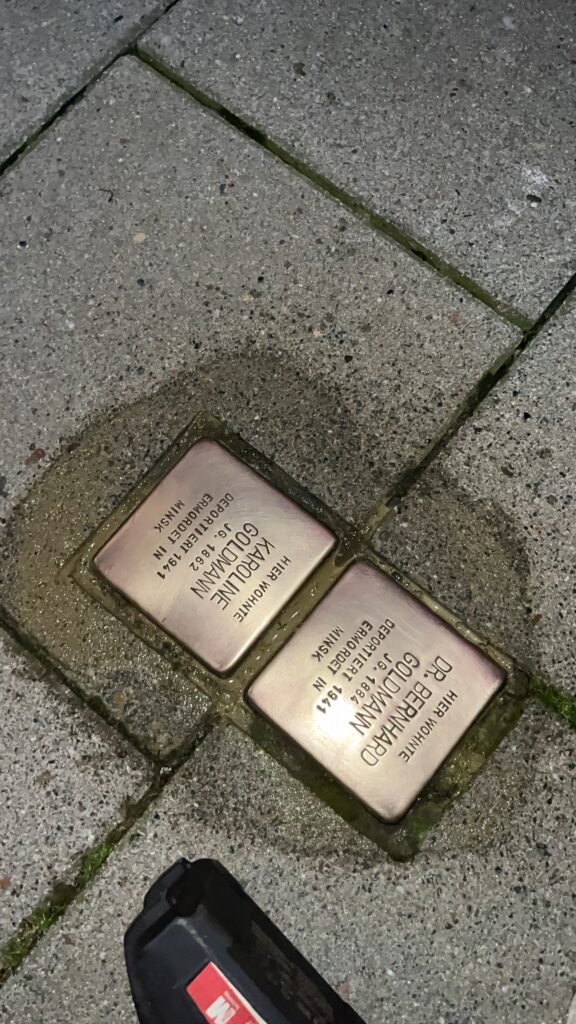 HIER WOHNTE
KAROLINE
GOLDMANN
JG. 1862
DEPORTIERT 1941
ERMORDET IN
MINSK
HIER WOHNTE
DR. BERNHARD
GOLDMANN
JG. 1884
DEPORTIERT 1941
ERMORDET IN
MINSK